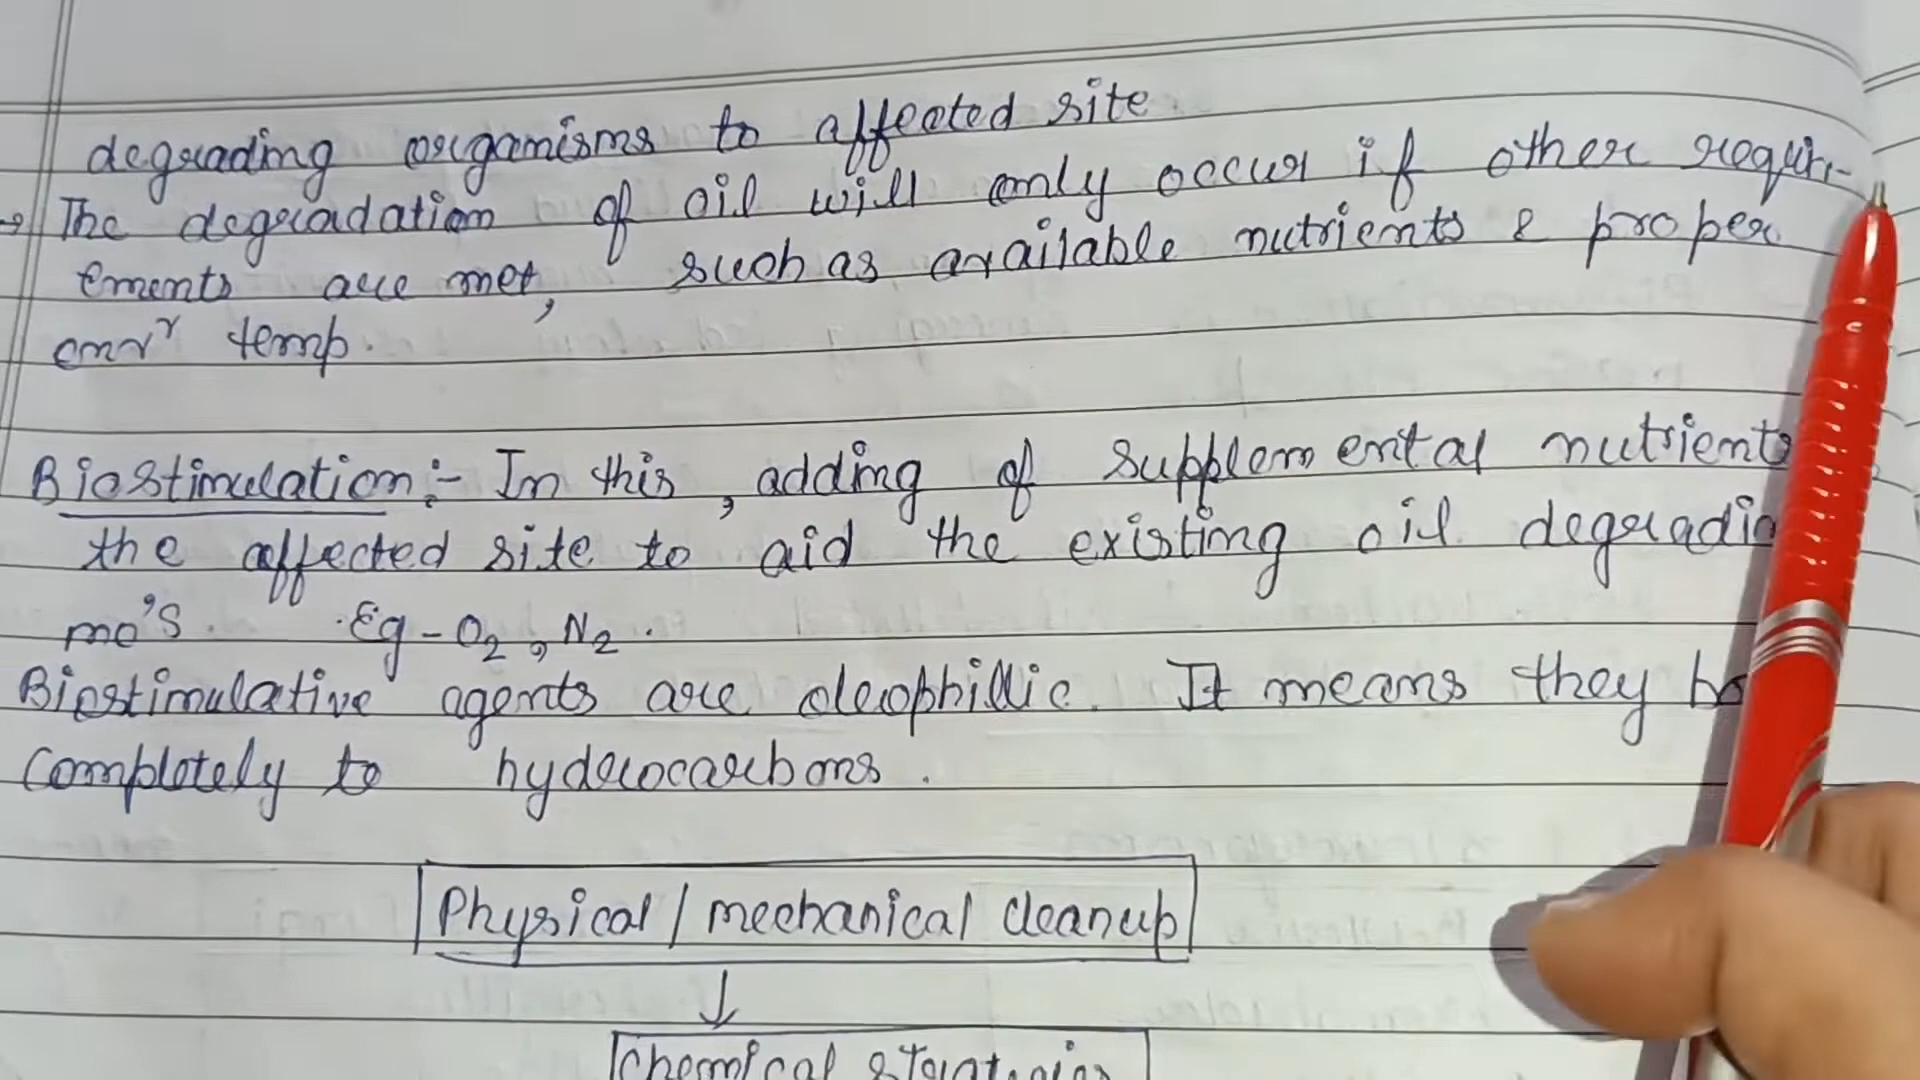 degrading organisms to affected site.
→ The degradation of oil will only occur if other requir-
ements are met, such as available nutrients & proper
envr temp.
Biostimulation :- In this, adding of supplemental nutrients
the affected site to aid the existing oil degradin
mo's. Eg - O2, N2.
Biostimulative agents are oleophillic. It means they
completely to hydrocarbons.
Physical / mechanical cleanup
↓
Chemical